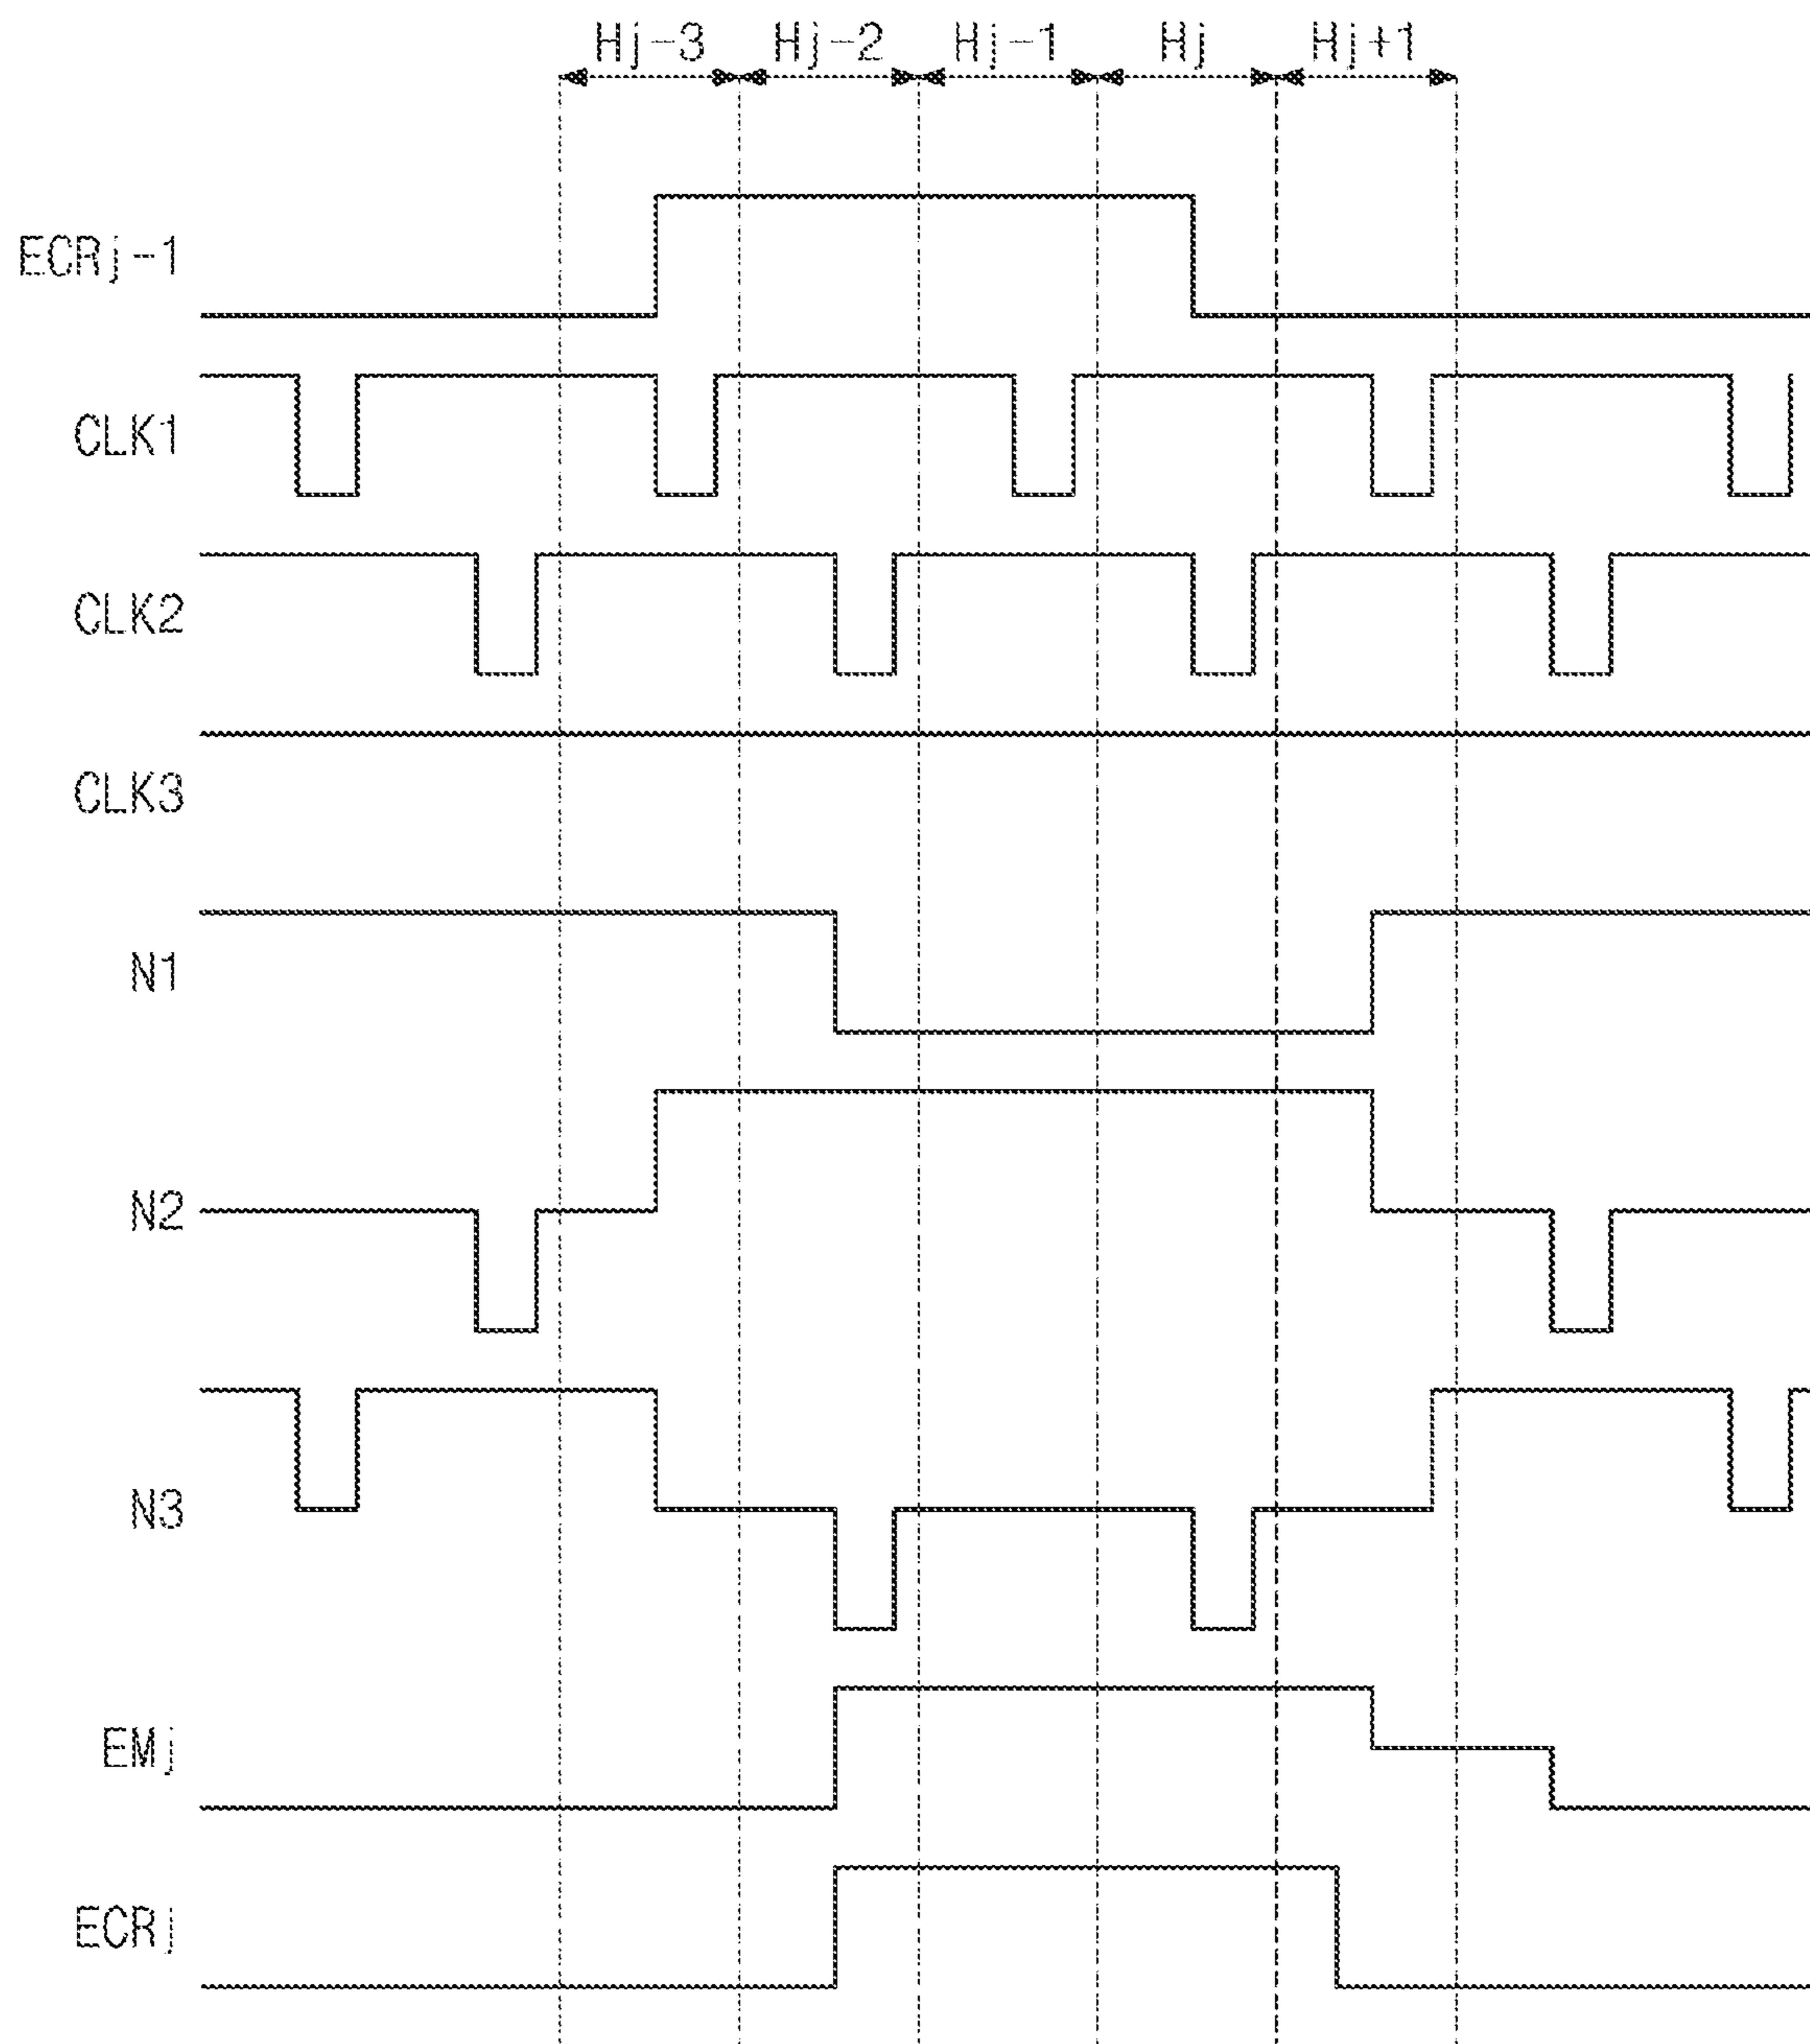 Hj-3 Hj-2 Hj-1 Hj Hj+1
ECRj-1
CLK1
CLK2
CLK3
N1
N2
N3
EMj
ECRj